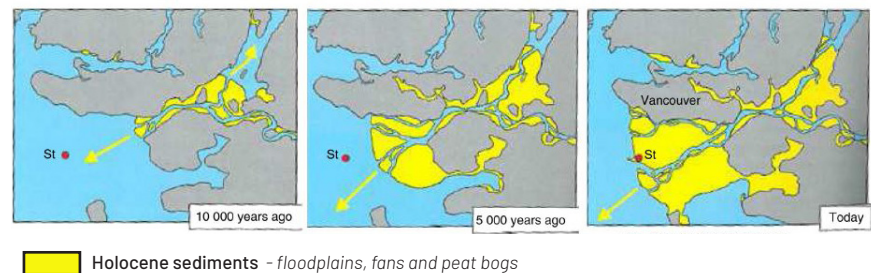 St
10 000 years ago
St
5 000 years ago
Vancouver
St
Today
Holocene sediments - floodplains, fans and peat bogs